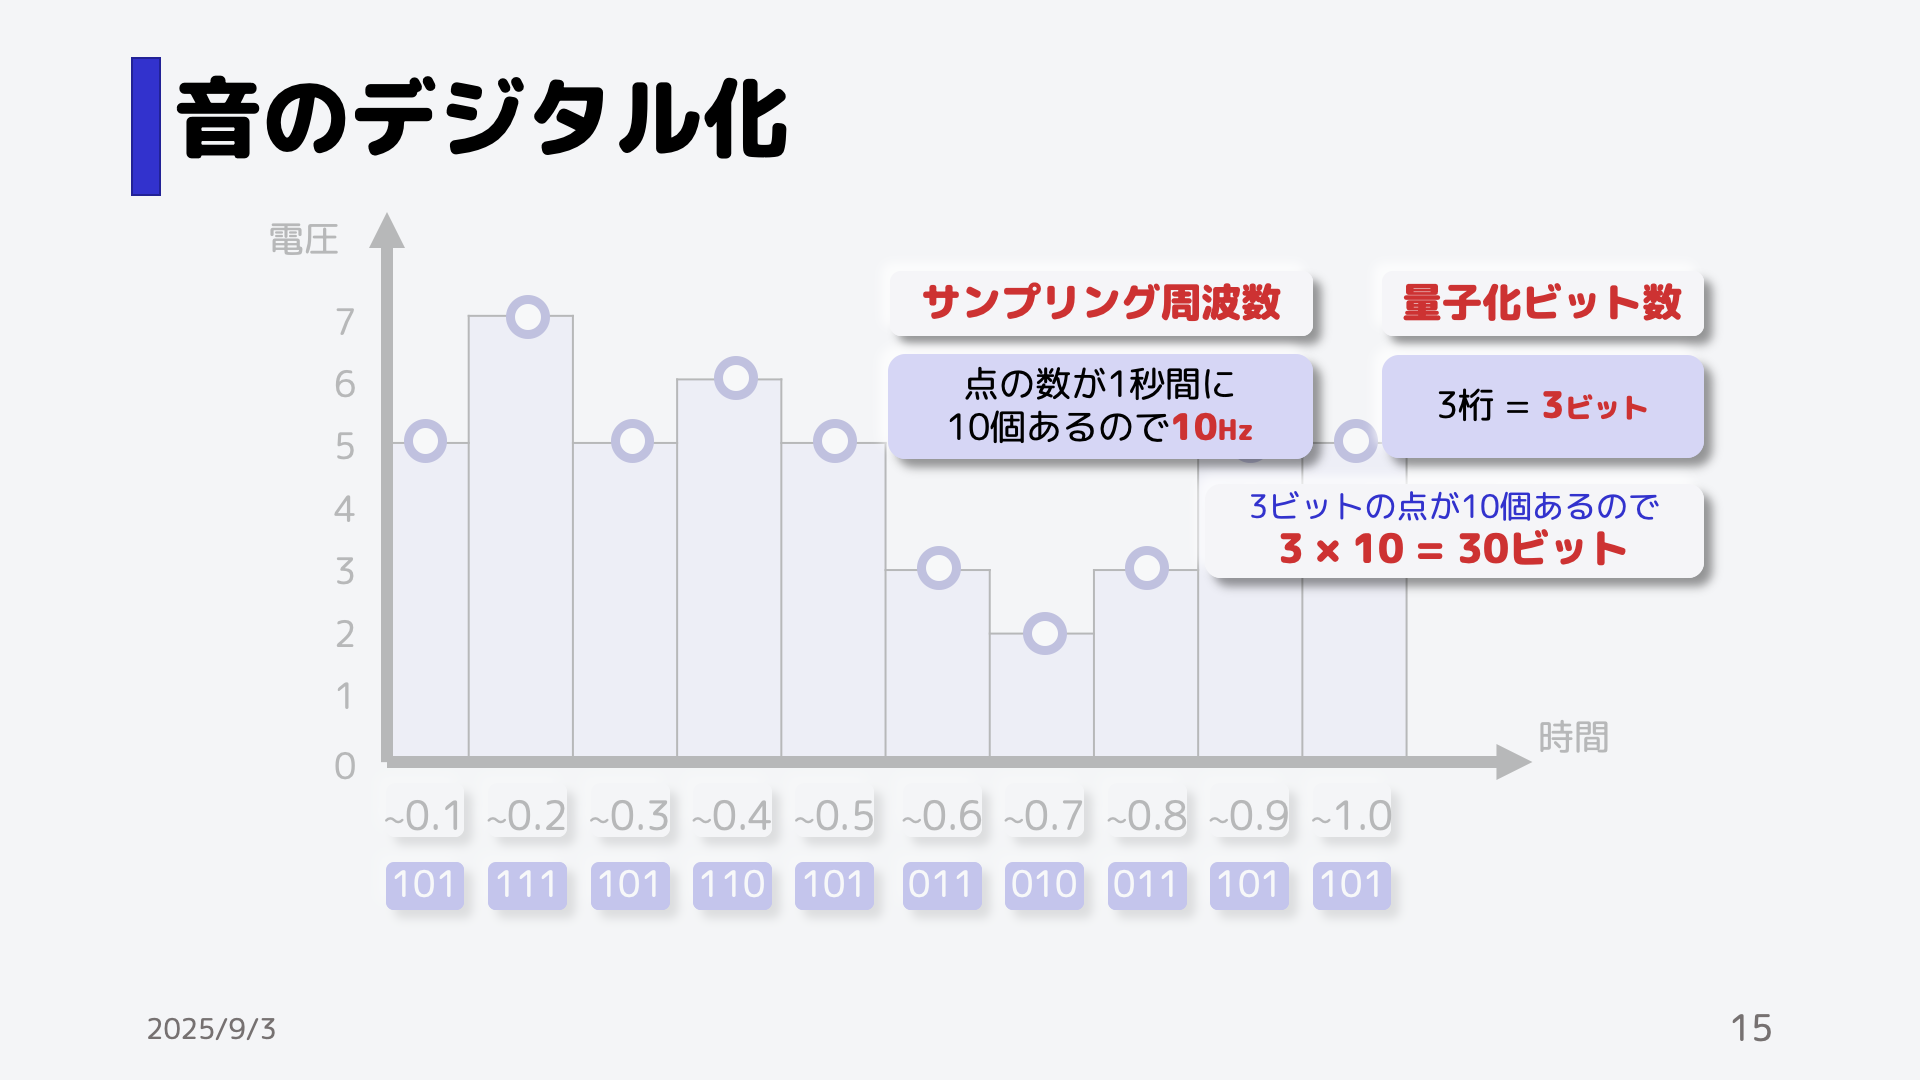 音のデジタル化
電圧
サンプリング周波数
量子化ビット数
点の数が1秒間に
10個あるので10Hz
3桁 = 3ビット
3ビットの点が10個あるので
3 × 10 = 30ビット
7
6
5
4
3
2
1
0
時間
~0.1 ~0.2 ~0.3 ~0.4 ~0.5 ~0.6 ~0.7 ~0.8 ~0.9 ~1.0
101 111 101 110 101 011 010 011 101 101
2025/9/3
15